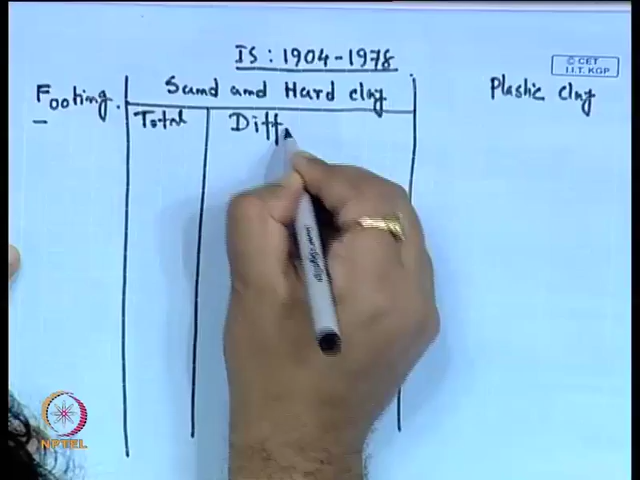 IS : 1904-1978
© CET
I.I.T. KGP
Footing.
Sand and Hard clay
Plastic clay
Total
Diff
NPTEL